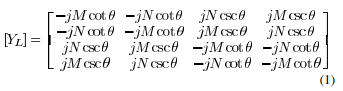 [Y_L] = [ −jM cot θ −jN cot θ jN csc θ jM csc θ
−jN cot θ −jM cot θ jM csc θ jN csc θ
jN csc θ jM csc θ −jM cot θ −jN cot θ
jM csc θ jN csc θ −jN cot θ −jM cot θ ]
(1)